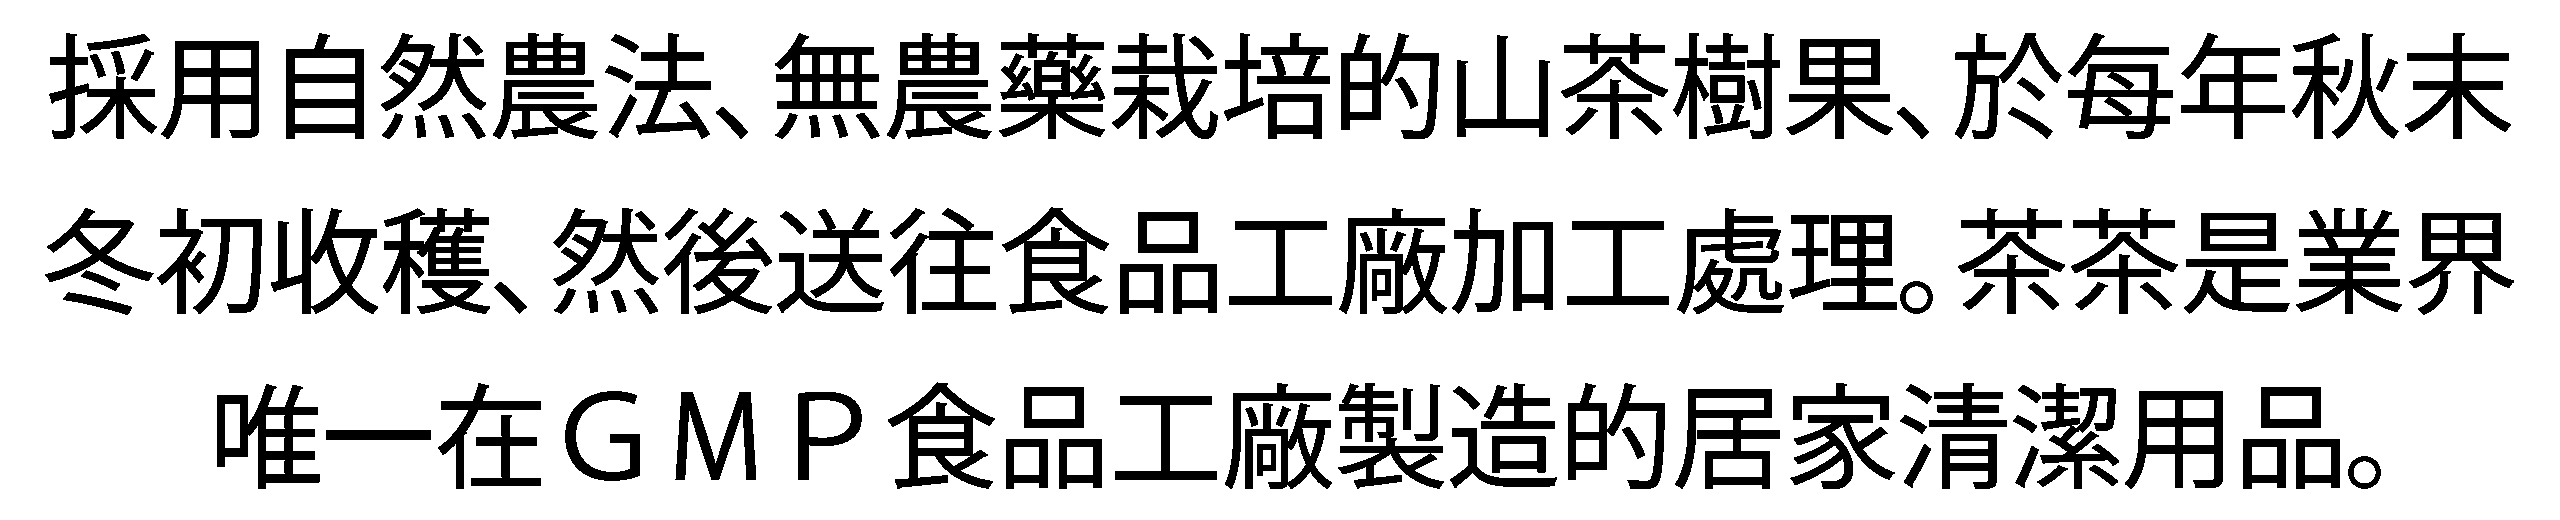 採用自然農法、無農藥栽培的山茶樹果、於每年秋末
冬初收穫、然後送往食品工廠加工處理。茶茶是業界
唯一在ＧＭＰ食品工廠製造的居家清潔用品。